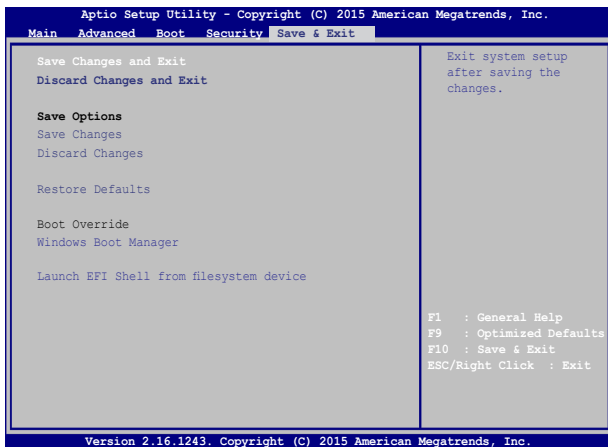 Aptio Setup Utility - Copyright (C) 2015 American Megatrends, Inc.
Main Advanced Boot Security Save & Exit
Save Changes and Exit
Discard Changes and Exit
Save Options
Save Changes
Discard Changes
Restore Defaults
Boot Override
Windows Boot Manager
Launch EFI Shell from filesystem device
Exit system setup
after saving the
changes.
F1 : General Help
F9 : Optimized Defaults
F10 : Save & Exit
ESC/Right Click : Exit
Version 2.16.1243. Copyright (C) 2015 American Megatrends, Inc.